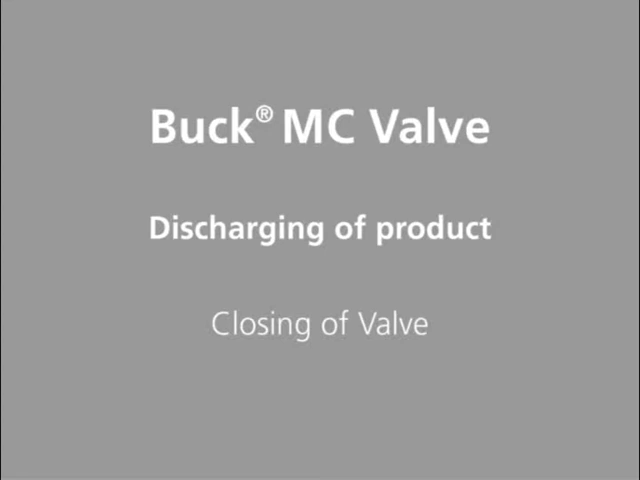 Buck® MC Valve
Discharging of product
Closing of Valve